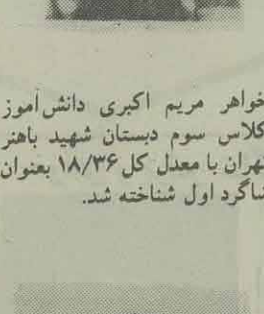 خواهر مریم اکبری دانش‌آموز
کلاس سوم دبستان شهید باهنر
تهران با معدل کل ۱۸/۳۶ بعنوان
شاگرد اول شناخته شد.